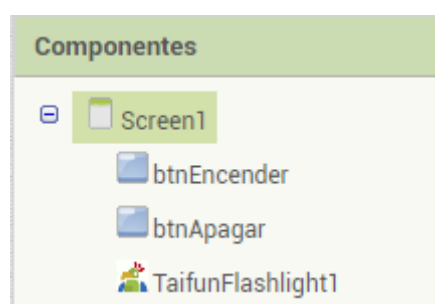 Componentes
Screen1
btnEncender
btnApagar
TaifunFlashlight1